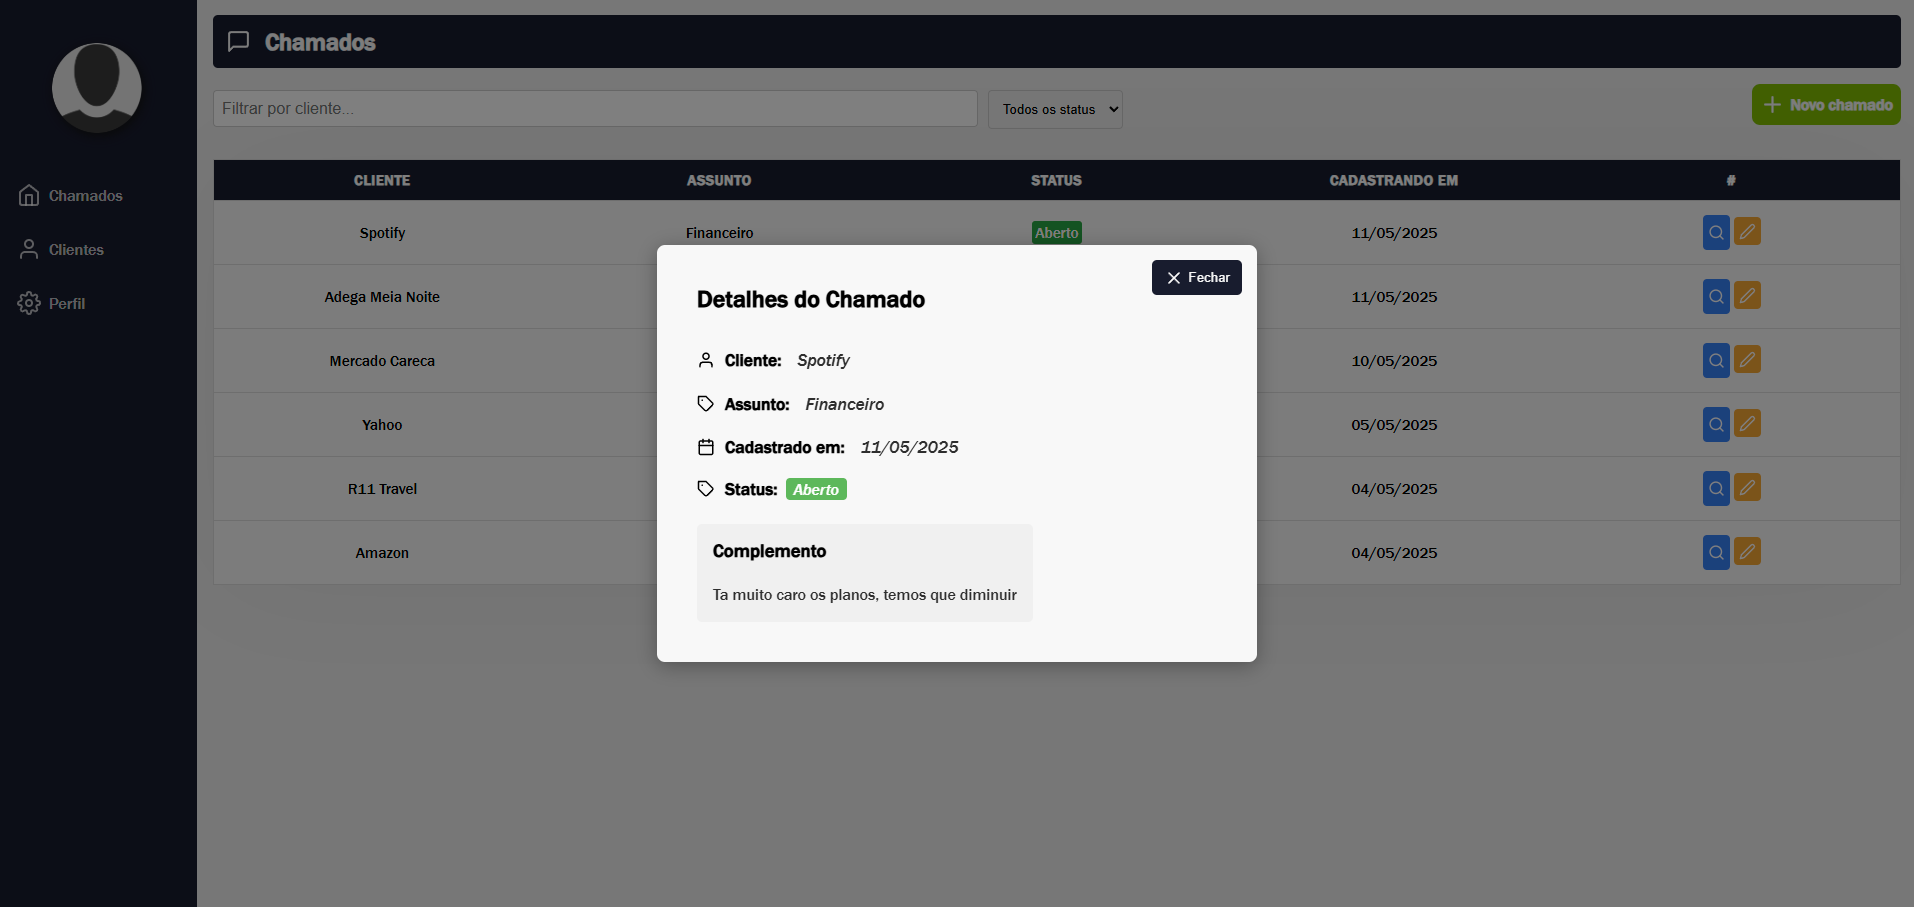 Chamados
Clientes
Perfil
Chamados
Filtrar por cliente...
Todos os status
Novo chamado
CLIENTE ASSUNTO STATUS CADASTRANDO EM #
Spotify Financeiro Aberto 11/05/2025
Adega Meia Noite 11/05/2025
Mercado Careca 10/05/2025
Yahoo 05/05/2025
R11 Travel 04/05/2025
Amazon 04/05/2025
Fechar
Detalhes do Chamado
Cliente: Spotify
Assunto: Financeiro
Cadastrado em: 11/05/2025
Status: Aberto
Complemento
Ta muito caro os planos, temos que diminuir